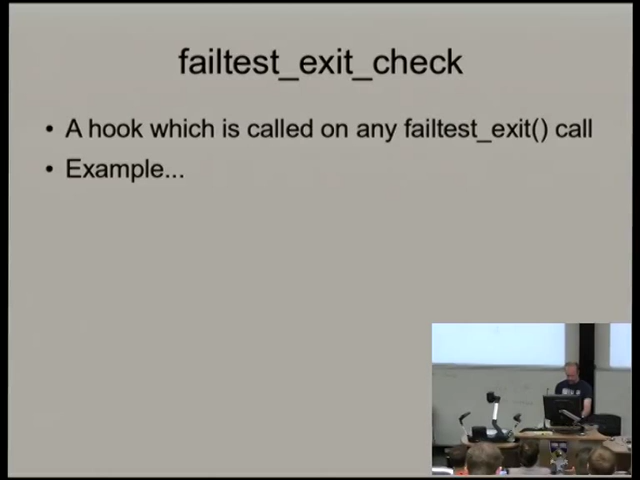 failtest_exit_check
• A hook which is called on any failtest_exit() call
• Example...